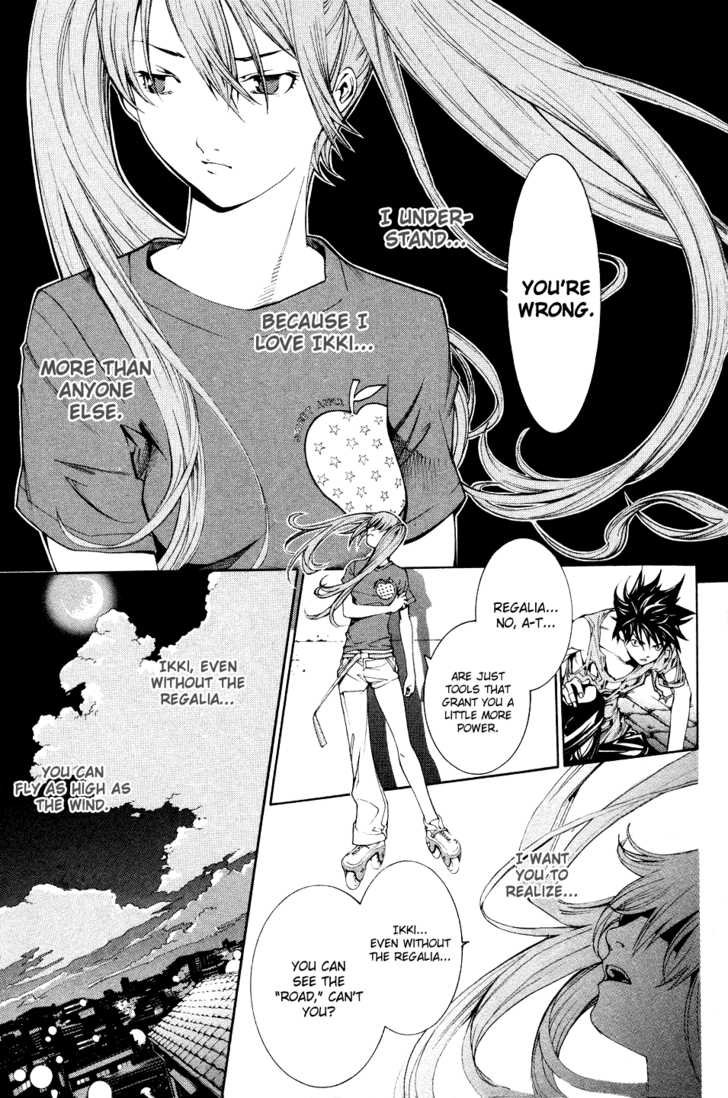 YOU'RE
WRONG.
I UNDER-
STAND...
BECAUSE I
LOVE IKKI...
MORE THAN
ANYONE
ELSE.
REGALIA...
NO, A-T...
ARE JUST
TOOLS THAT
GRANT YOU A
LITTLE MORE
POWER.
I WANT
YOU TO
REALIZE...
IKKI...
EVEN WITHOUT
THE REGALIA...
YOU CAN
SEE THE
"ROAD," CAN'T
YOU?
IKKI, EVEN
WITHOUT THE
REGALIA...
YOU CAN
FLY AS HIGH AS
THE WIND.